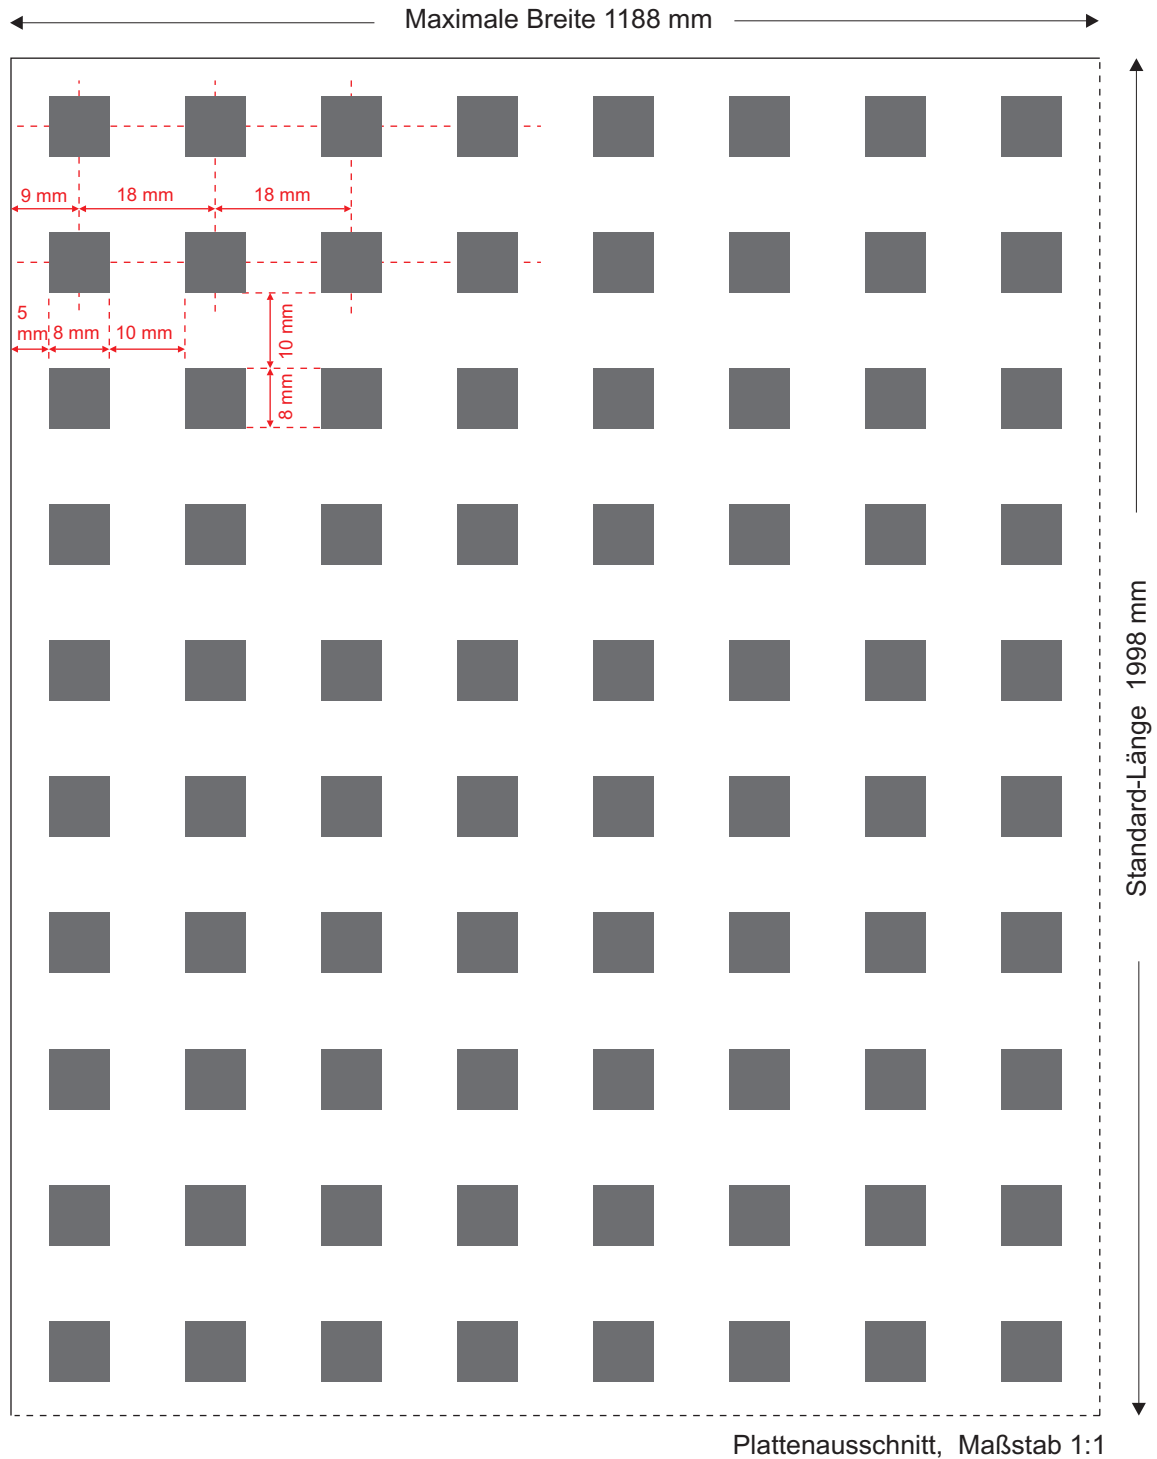 Maximale Breite 1188 mm
9 mm
18 mm
18 mm
5
mm
8 mm
10 mm
10 mm
8 mm
Standard-Länge 1998 mm
Plattenausschnitt, Maßstab 1:1